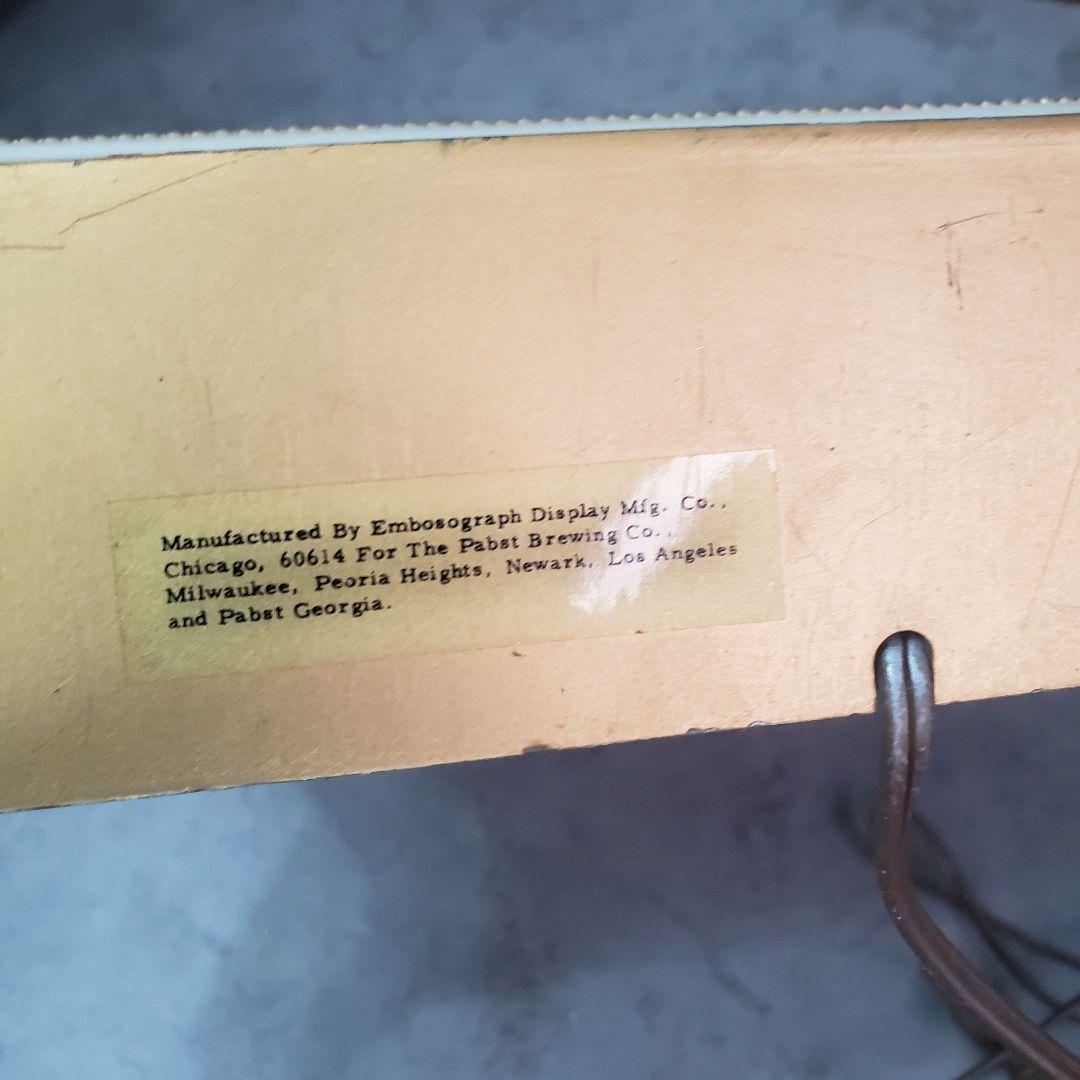 Manufactured By Embosograph Display Mfg. Co.,
Chicago, 60614 For The Pabst Brewing Co.,
Milwaukee, Peoria Heights, Newark, Los Angeles
and Pabst Georgia.